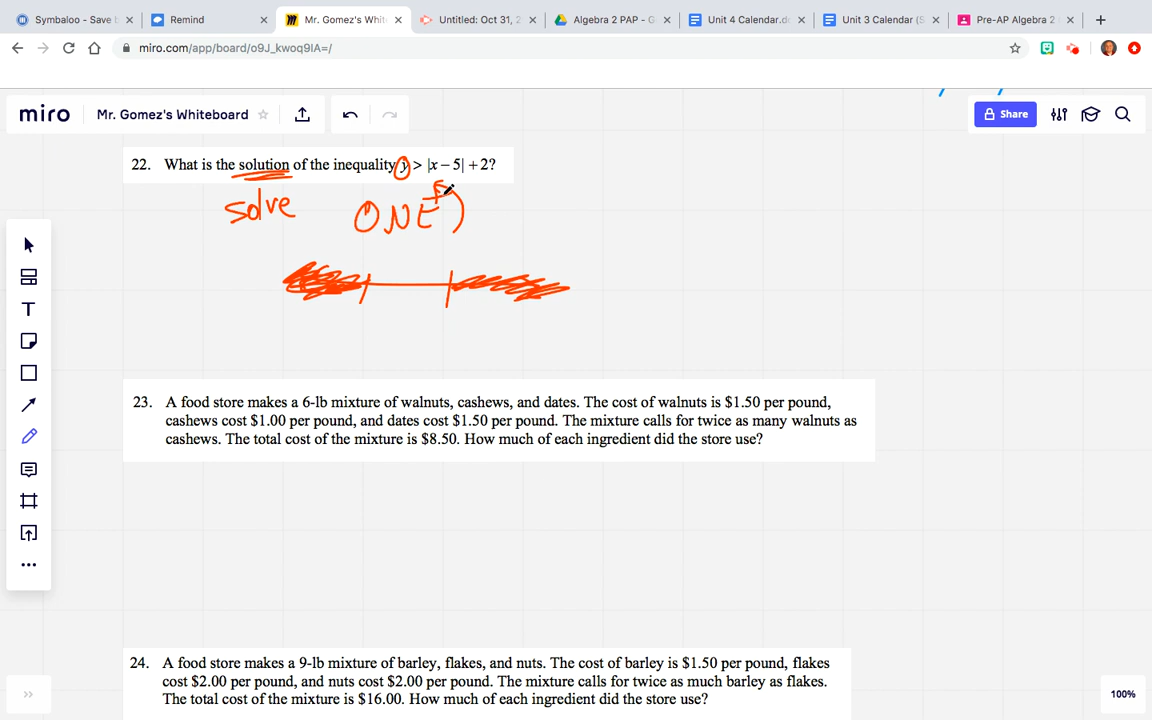 Symbaloo - Save b
Remind
Mr. Gomez's Whit
Untitled: Oct 31, 2
Algebra 2 PAP - G
Unit 4 Calendar.do
Unit 3 Calendar (S
Pre-AP Algebra 2
miro.com/app/board/o9J_kwoq9lA=/
miro Mr. Gomez's Whiteboard Share
22. What is the solution of the inequality y > |x − 5| + 2?
solve
ONE
23. A food store makes a 6-lb mixture of walnuts, cashews, and dates. The cost of walnuts is $1.50 per pound,
cashews cost $1.00 per pound, and dates cost $1.50 per pound. The mixture calls for twice as many walnuts as
cashews. The total cost of the mixture is $8.50. How much of each ingredient did the store use?
24. A food store makes a 9-lb mixture of barley, flakes, and nuts. The cost of barley is $1.50 per pound, flakes
cost $2.00 per pound, and nuts cost $2.00 per pound. The mixture calls for twice as much barley as flakes.
The total cost of the mixture is $16.00. How much of each ingredient did the store use?
100%